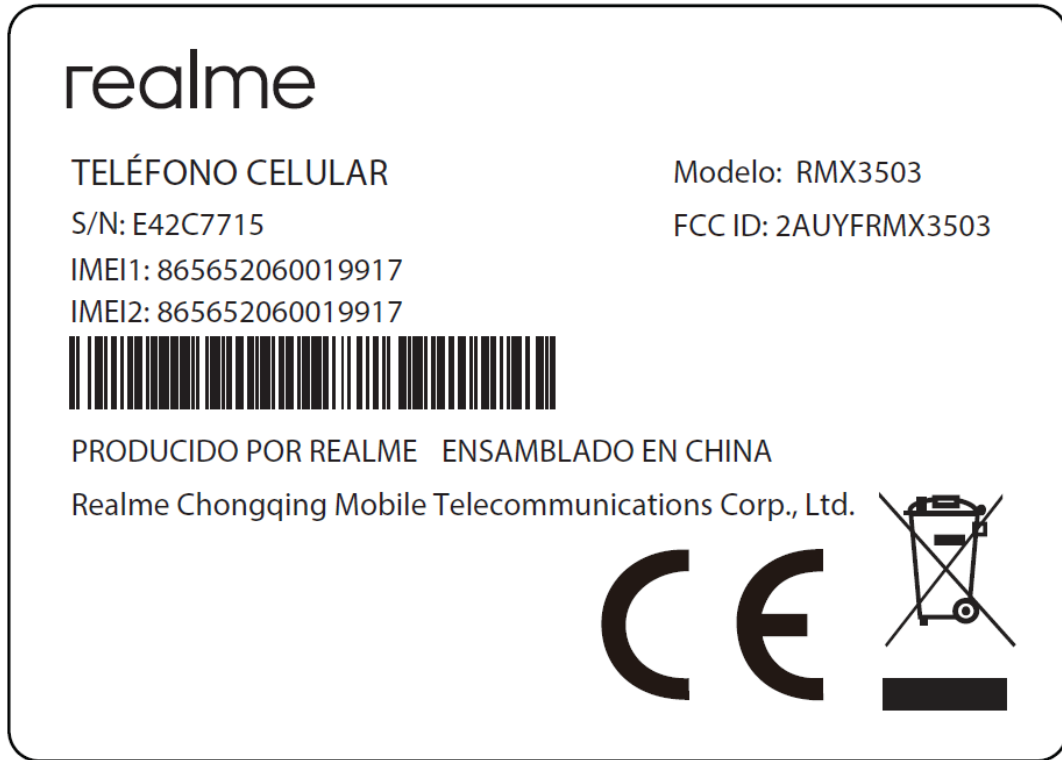 realme
TELÉFONO CELULAR
Modelo: RMX3503
S/N: E42C7715
FCC ID: 2AUYFRMX3503
IMEI1: 865652060019917
IMEI2: 865652060019917
PRODUCIDO POR REALME ENSAMBLADO EN CHINA
Realme Chongqing Mobile Telecommunications Corp., Ltd.
CE